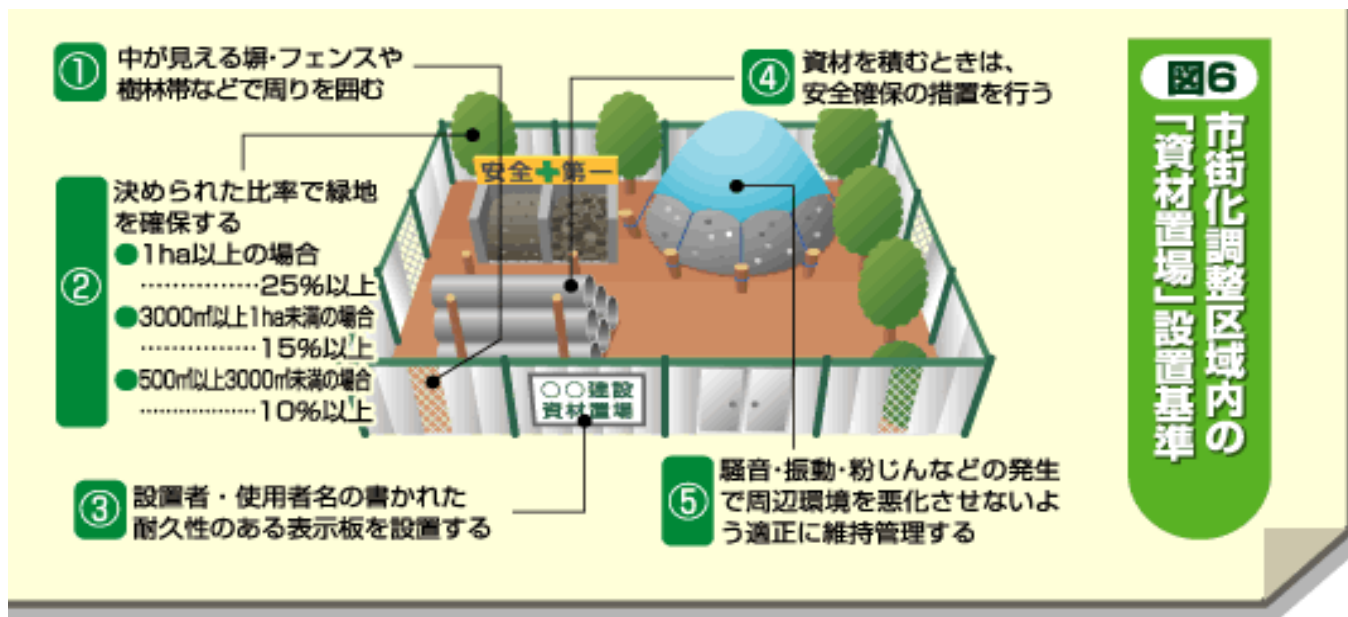 図6
市街化調整区域内の
「資材置場」設置基準
① 中が見える塀・フェンスや
樹林帯などで周りを囲む
② 決められた比率で緑地
を確保する
●1ha以上の場合
……………25%以上
●3000㎡以上1ha未満の場合
……………15%以上
●500㎡以上3000㎡未満の場合
………………10%以上
③ 設置者・使用者名の書かれた
耐久性のある表示板を設置する
④ 資材を積むときは、
安全確保の措置を行う
⑤ 騒音・振動・粉じんなどの発生
で周辺環境を悪化させないよ
う適正に維持管理する
安全✚第一
○○建設
資材置場